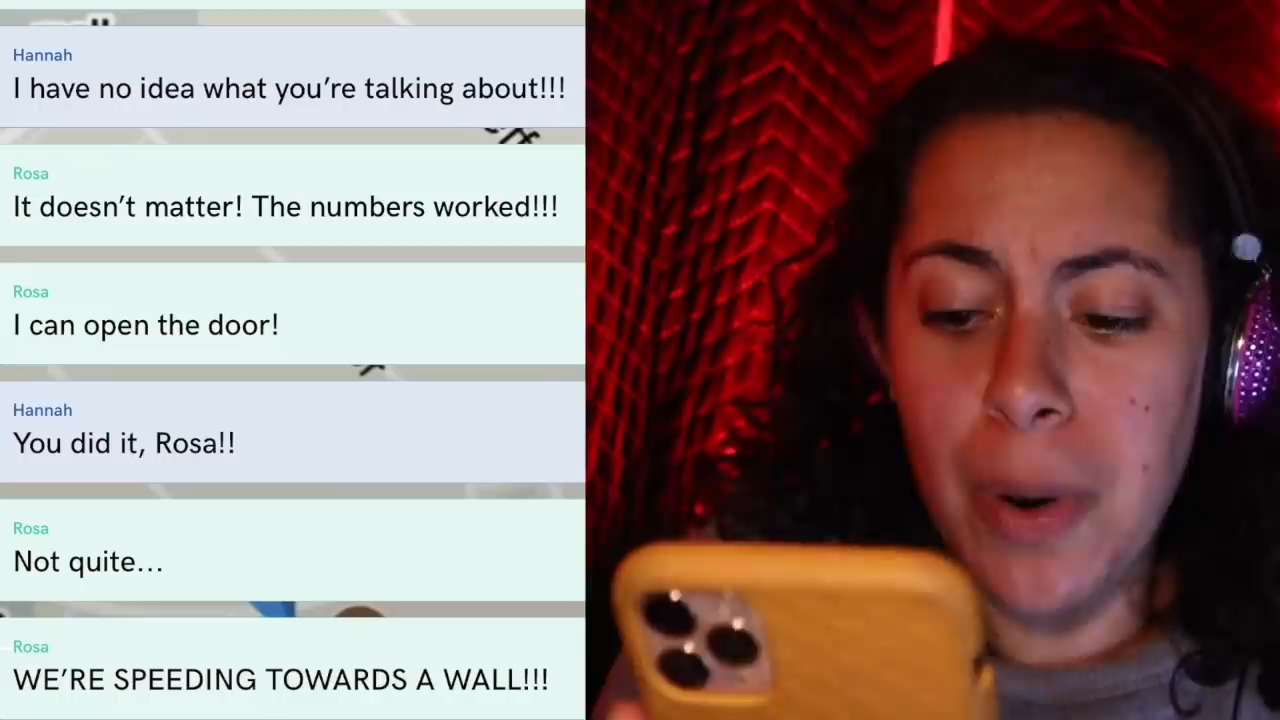 Hannah
I have no idea what you’re talking about!!!
Rosa
It doesn’t matter! The numbers worked!!!
Rosa
I can open the door!
Hannah
You did it, Rosa!!
Rosa
Not quite…
Rosa
WE’RE SPEEDING TOWARDS A WALL!!!